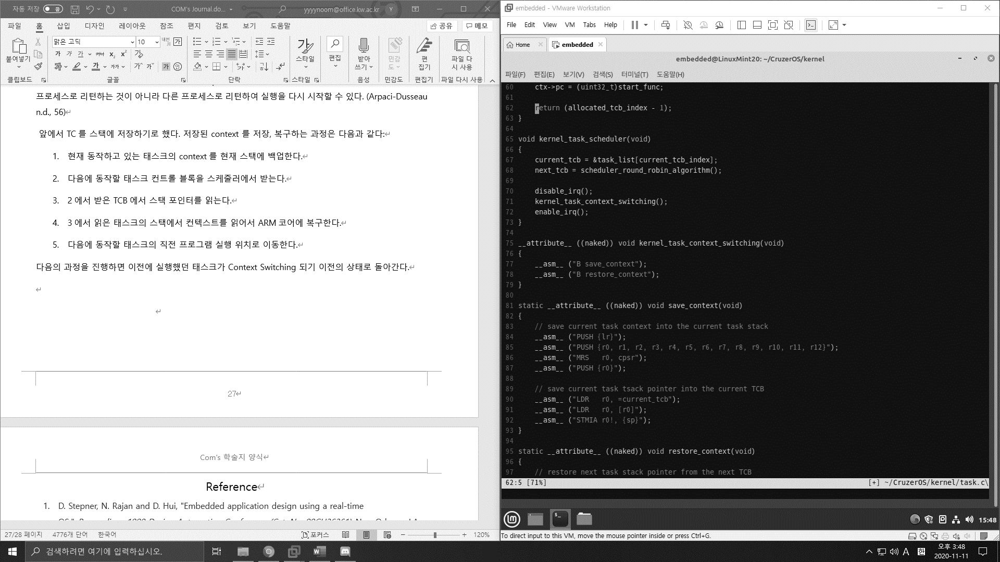 자동 저장 끔
COM's Journal.do...
yyyynoom@office.kw.ac.kr
Y
파일 홈 삽입 디자인 레이아웃 참조 편지 검토 보기 도움말 공유 메모
맑은 고딕 10
붙여넣기
스타일
편집
받아쓰기
민감도
편집기
파일 다시 사용
클립보드 글꼴 단락 스타일 음성 민감도 편집기 파일 다시 사용
프로세스로 리턴하는 것이 아니라 다른 프로세스로 리턴하여 실행을 다시 시작할 수 있다. (Arpaci-Dusseau
n.d., 56)
앞에서 TC 를 스택에 저장하기로 했다. 저장된 context 를 저장, 복구하는 과정은 다음과 같다:
1. 현재 동작하고 있는 태스크의 context 를 현재 스택에 백업한다.
2. 다음에 동작할 태스크 컨트롤 블록을 스케줄러에서 받는다.
3. 2 에서 받은 TCB 에서 스택 포인터를 읽는다.
4. 3 에서 읽은 태스크의 스택에서 컨텍스트를 읽어서 ARM 코어에 복구한다.
5. 다음에 동작할 태스크의 직전 프로그램 실행 위치로 이동한다.
다음의 과정을 진행하면 이전에 실행했던 태스크가 Context Switching 되기 이전의 상태로 돌아간다.
27
Com's 학술지 양식
Reference
1. D. Stepner, N. Rajan and D. Hui, "Embedded application design using a real-time
27/28 페이지 4776개 단어 한국어 포커스 120%
embedded - VMware Workstation
File Edit View VM Tabs Help
Home embedded
embedded@LinuxMint20: ~/CruzerOS/kernel
파일(F) 편집(E) 보기(V) 검색(S) 터미널(T) 도움말(H)
60     ctx->pc = (uint32_t)start_func;
61
62     return (allocated_tcb_index - 1);
63 }
64
65 void kernel_task_scheduler(void)
66 {
67     current_tcb = &task_list[current_tcb_index];
68     next_tcb = scheduler_round_robin_algorithm();
69
70     disable_irq();
71     kernel_task_context_switching();
72     enable_irq();
73 }
74
75 __attribute__ ((naked)) void kernel_task_context_switching(void)
76 {
77     __asm__ ("B save_context");
78     __asm__ ("B restore_context");
79 }
80
81 static __attribute__ ((naked)) void save_context(void)
82 {
83     // save current task context into the current task stack
84     __asm__ ("PUSH {lr}");
85     __asm__ ("PUSH {r0, r1, r2, r3, r4, r5, r6, r7, r8, r9, r10, r11, r12}");
86     __asm__ ("MRS   r0, cpsr");
87     __asm__ ("PUSH {r0}");
88
89     // save current task tsack pointer into the current TCB
90     __asm__ ("LDR   r0, =current_tcb");
91     __asm__ ("LDR   r0, [r0]");
92     __asm__ ("STMIA r0!, {sp}");
93 }
94
95 static __attribute__ ((naked)) void restore_context(void)
96 {
97     // restore next task stack pointer from the next TCB
62:5 [71%] [+] ~/CruzerOS/kernel/task.c\
15:48
To direct input to this VM, move the mouse pointer inside or press Ctrl+G.
검색하려면 여기에 입력하십시오.
A 한
오후 3:48
2020-11-11